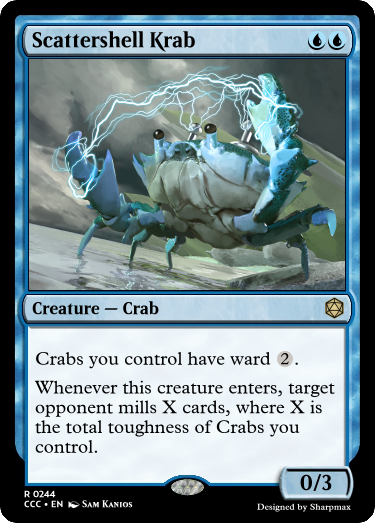 Scattershell Krab
Creature — Crab
Crabs you control have ward 2.
Whenever this creature enters, target
opponent mills X cards, where X is
the total toughness of Crabs you
control.
0/3
R 0244
CCC • EN Sam Kanios
Designed by Sharpmax